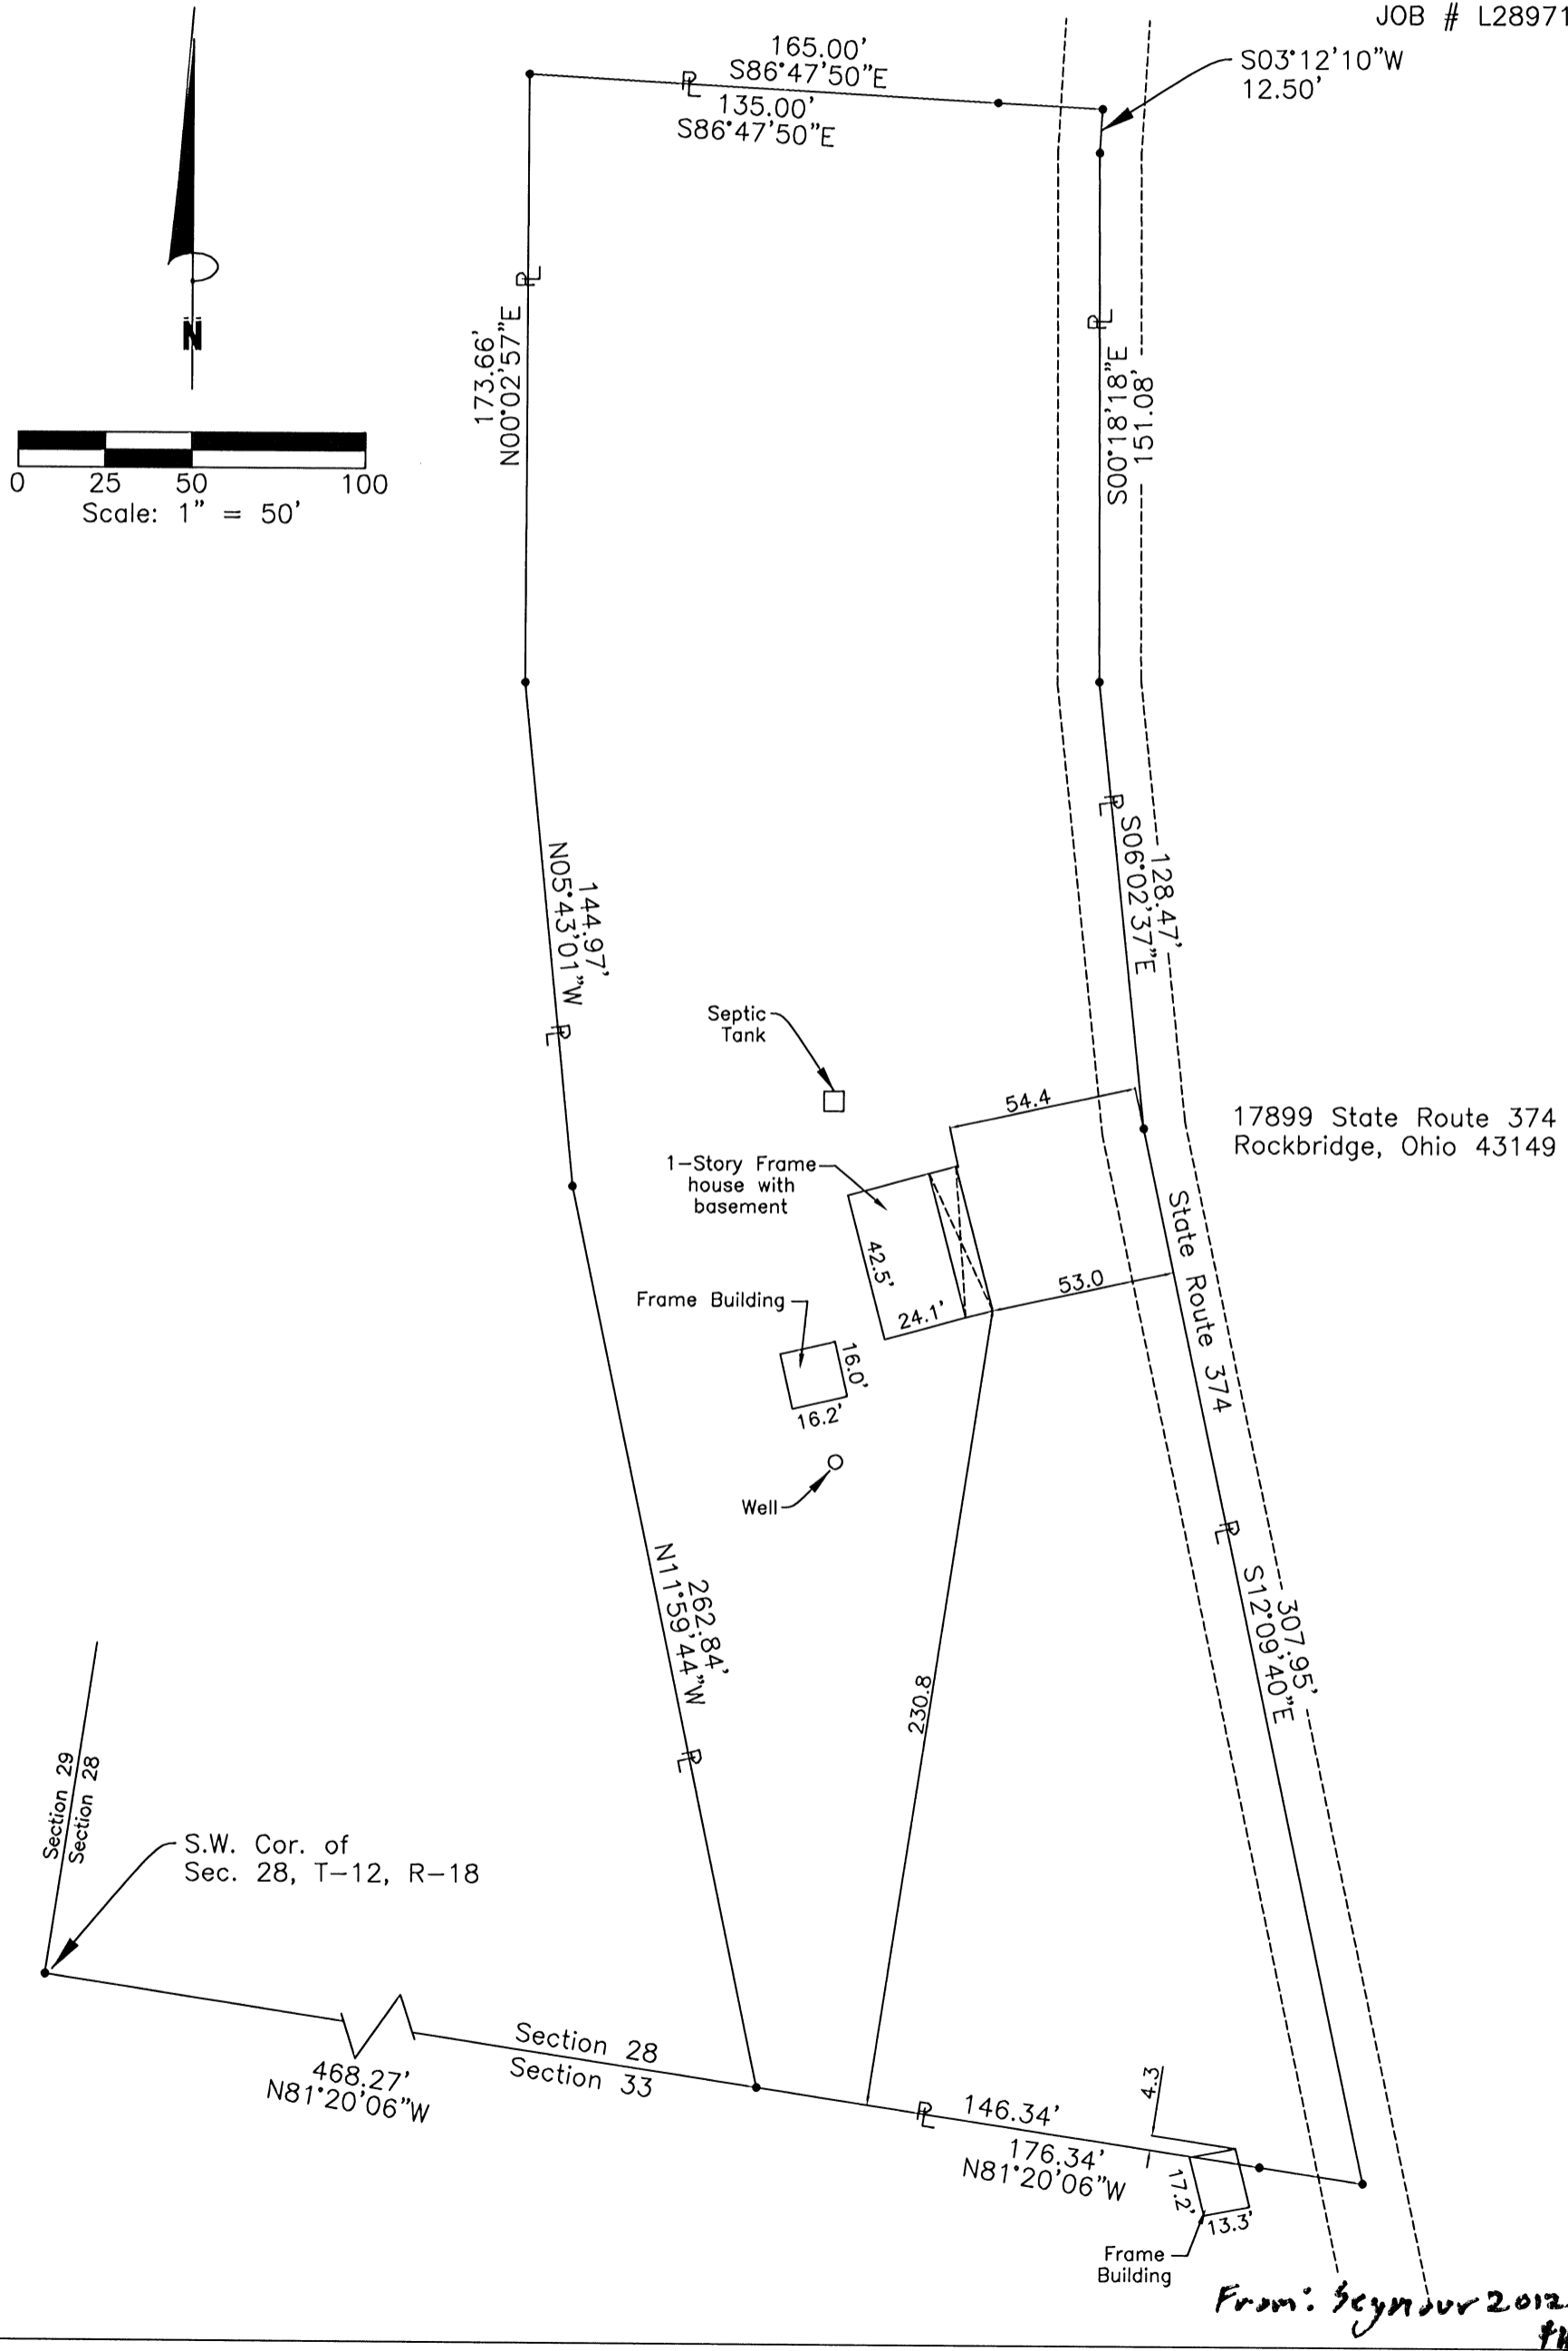 JOB # L28971
165.00'
S86°47'50"E
135.00'
S86°47'50"E
S03°12'10"W
12.50'
N
0 25 50 100
Scale: 1" = 50'
173.66'
N00°02'57"E
S00°18'18"E
151.08'
144.97'
N05°43'01"W
128.47'
S06°02'37"E
Septic
Tank
54.4
17899 State Route 374
Rockbridge, Ohio 43149
1-Story Frame
house with
basement
42.5'
24.1'
53.0
State Route 374
Frame Building
16.0'
16.2'
Well
262.84'
N11°59'44"W
307.95'
S12°09'40"E
230.8
Section 29
Section 28
S.W. Cor. of
Sec. 28, T-12, R-18
Section 28
Section 33
468.27'
N81°20'06"W
4.3
146.34'
176.34'
N81°20'06"W
17.2'
13.3'
Frame
Building
From: Seymour 2012